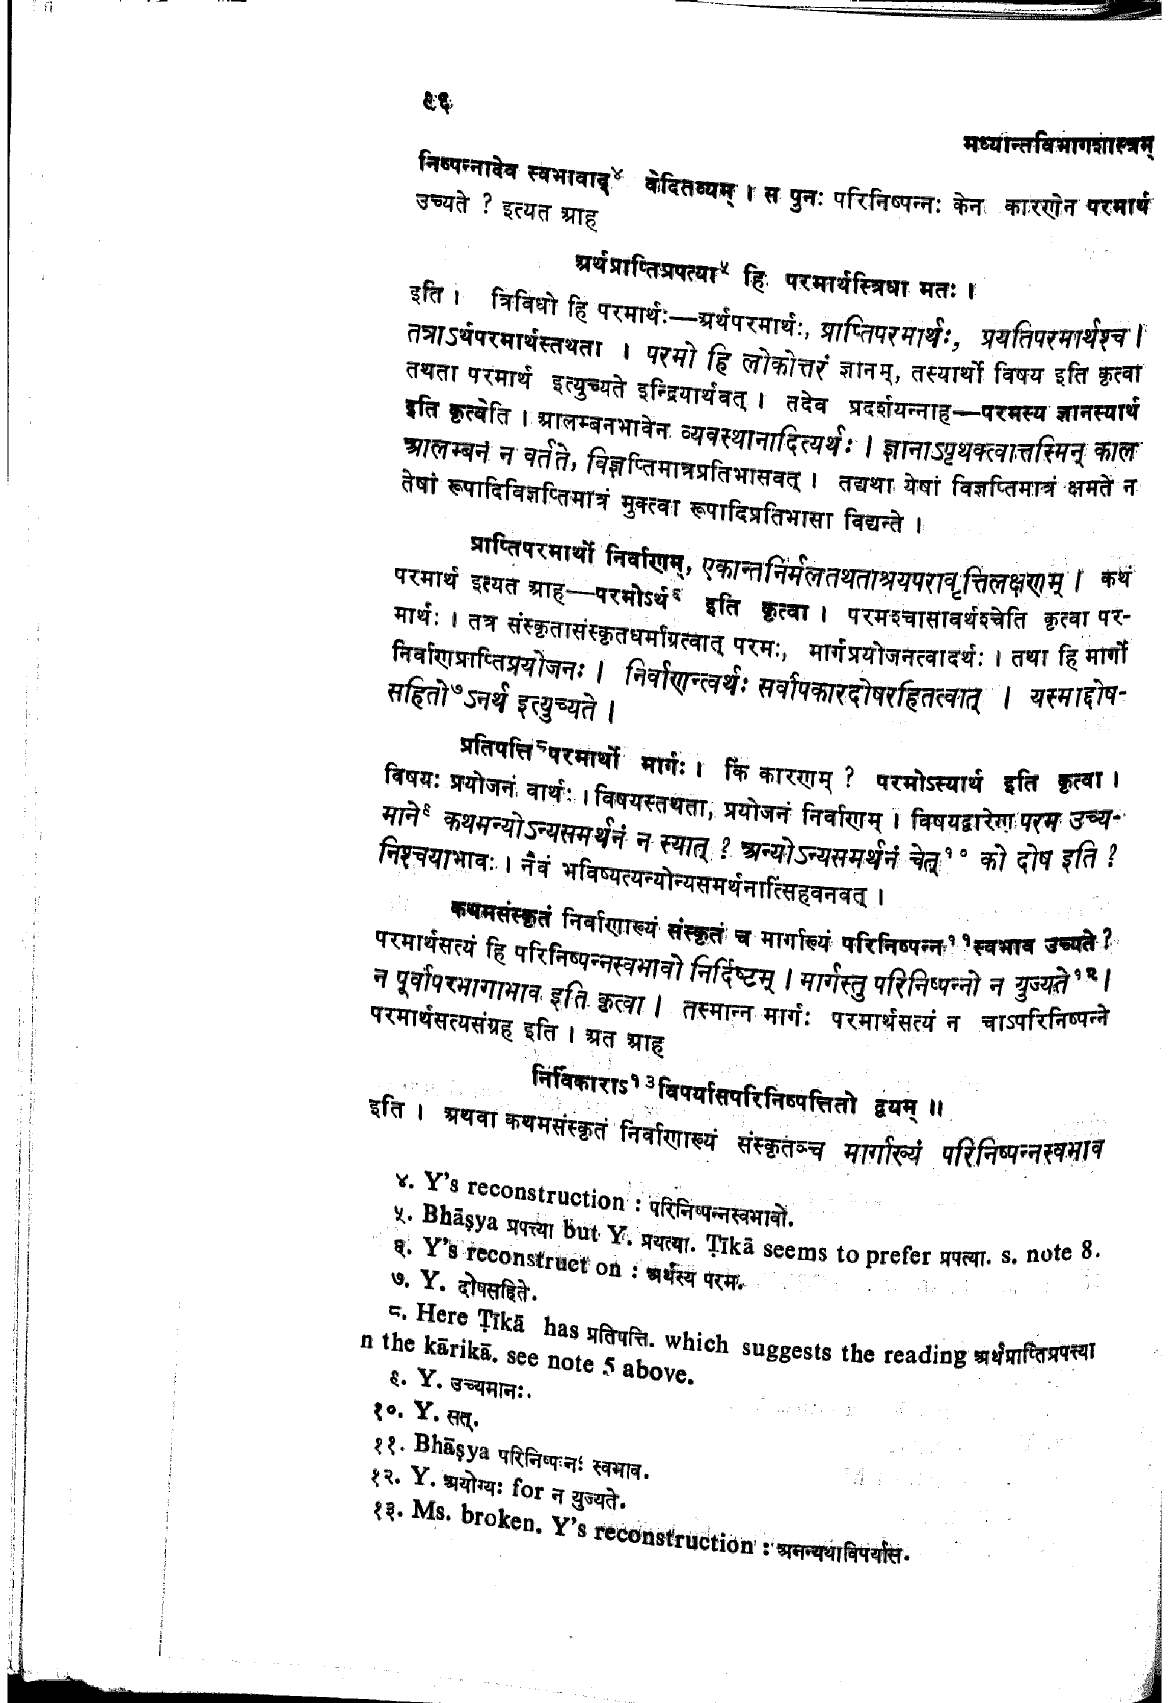 ९६
मध्यान्तविभागशास्त्रम्
निष्पन्नादेव स्वभावाद्४ वेदितव्यम् । स पुनः परिनिष्पन्नः केन कारणेन परमार्थ
उच्यते ? इत्यत आह
अर्थप्राप्तिप्रपत्या५ हि परमार्थस्त्रिधा मतः ।
इति । त्रिविधो हि परमार्थः—अर्थपरमार्थः, प्राप्तिपरमार्थः, प्रयतिपरमार्थश्च ।
तत्राऽर्थपरमार्थस्तथता । परमो हि लोकोत्तरं ज्ञानम्, तस्यार्थो विषय इति कृत्वा
तथता परमार्थ इत्युच्यते इन्द्रियार्थवत् । तदेव प्रदर्शयन्नाह—परमस्य ज्ञानस्यार्थ
इति कृत्वेति । आलम्बनभावेन व्यवस्थानादित्यर्थः । ज्ञानाऽपृथक्त्वात्तस्मिन् काल
आलम्बनं न वर्तते, विज्ञप्तिमात्रप्रतिभासवत् । तद्यथा येषां विज्ञप्तिमात्रं क्षमते न
तेषां रूपादिविज्ञप्तिमात्रं मुक्त्वा रूपादिप्रतिभासा विद्यन्ते ।
प्राप्तिपरमार्थो निर्वाणम्, एकान्तनिर्मलतथताश्रयपरावृत्तिलक्षणम् । कथं
परमार्थ इत्यत आह—परमोऽर्थ६ इति कृत्वा । परमश्चासावर्थश्चेति कृत्वा पर-
मार्थः । तत्र संस्कृतासंस्कृतधर्माग्रत्वात् परमः, मार्गप्रयोजनत्वादर्थः । तथा हि मार्गो
निर्वाणप्राप्तिप्रयोजनः । निर्वाणन्त्वर्थः सर्वापकारदोषरहितत्वात् । यस्माद्दोष-
सहितो७ऽनर्थ इत्युच्यते ।
प्रतिपत्ति८परमार्थो मार्गः । किं कारणम् ? परमोऽस्यार्थ इति कृत्वा ।
विषयः प्रयोजनं वार्थः । विषयस्तथता, प्रयोजनं निर्वाणम् । विषयद्वारेण परम उच्य-
माने९ कथमन्योऽन्यसमर्थनं न स्यात् ? अन्योऽन्यसमर्थनं चेत्१० को दोष इति ?
निश्चयाभावः । नैवं भविष्यत्यन्योन्यसमर्थनात्सिंहवनवत् ।
कथमसंस्कृतं निर्वाणाख्यं संस्कृतं च मार्गाख्यं परिनिष्पन्न११स्वभाव उच्यते ?
परमार्थसत्यं हि परिनिष्पन्नस्वभावो निर्दिष्टम् । मार्गस्तु परिनिष्पन्नो न युज्यते१२ ।
न पूर्वापरभागाभाव इति कृत्वा । तस्मान्न मार्गः परमार्थसत्यं न चाऽपरिनिष्पन्ने
परमार्थसत्यसंग्रह इति । अत आह
निर्विकाराऽ१३विपर्यासपरिनिष्पत्तितो द्वयम् ॥
इति । अथवा कथमसंस्कृतं निर्वाणाख्यं संस्कृतञ्च मार्गाख्यं परिनिष्पन्नस्वभाव
४. Y's reconstruction : परिनिष्पन्नस्वभावो.
५. Bhāṣya प्रपत्त्या but Y. प्रयत्या. Ṭīkā seems to prefer प्रपत्या. s. note 8.
६. Y's reconstruct on : अर्थस्य परम.
७. Y. दोषसहिते.
८. Here Ṭīkā has प्रतिपत्ति. which suggests the reading अर्थप्राप्तिप्रपत्त्या
n the kārikā. see note 5 above.
९. Y. उच्यमानः.
१०. Y. सत्.
११. Bhāṣya परिनिष्पन्नः स्वभाव.
१२. Y. अयोग्यः for न युज्यते.
१३. Ms. broken. Y's reconstruction : अनन्यथाविपर्यास.